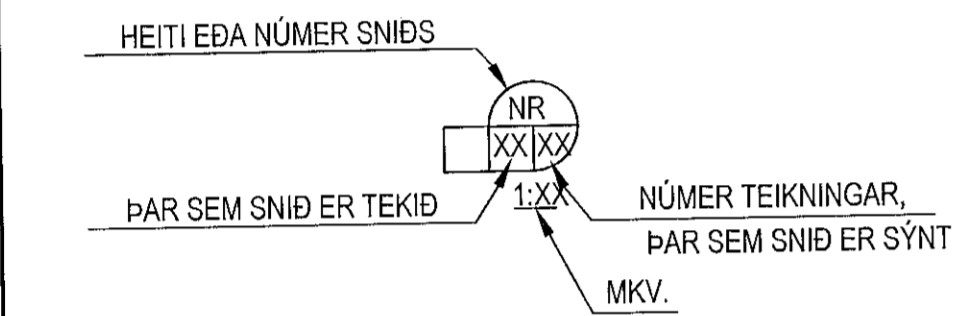 HEITI EÐA NÚMER SNIÐS
NR
XX XX
1:XX
ÞAR SEM SNIÐ ER TEKIÐ
NÚMER TEIKNINGAR,
ÞAR SEM SNIÐ ER SÝNT
MKV.